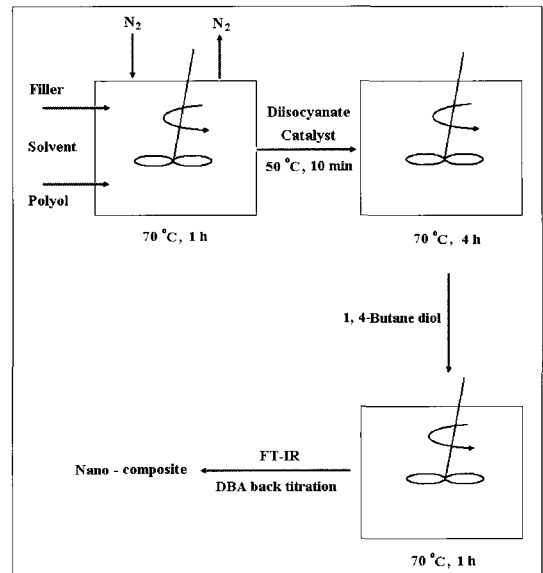 N2 N2
Filler
Solvent
Polyol
70 °C, 1 h
Diisocyanate
Catalyst
50 °C, 10 min
70 °C, 4 h
1, 4-Butane diol
FT-IR
Nano - composite
DBA back titration
70 °C, 1 h